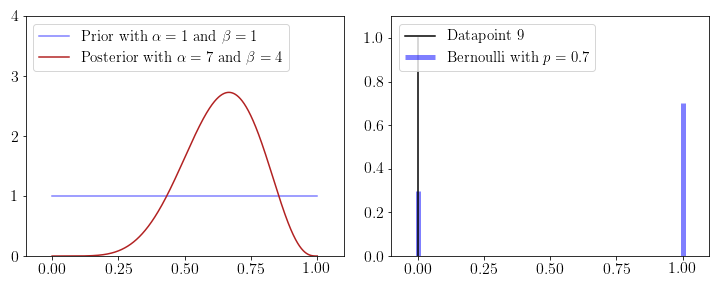 Prior with α = 1 and β = 1
Posterior with α = 7 and β = 4
4
3
2
1
0
0.00 0.25 0.50 0.75 1.00
Datapoint 9
Bernoulli with p = 0.7
1.0
0.8
0.6
0.4
0.2
0.0
0.00 0.25 0.50 0.75 1.00